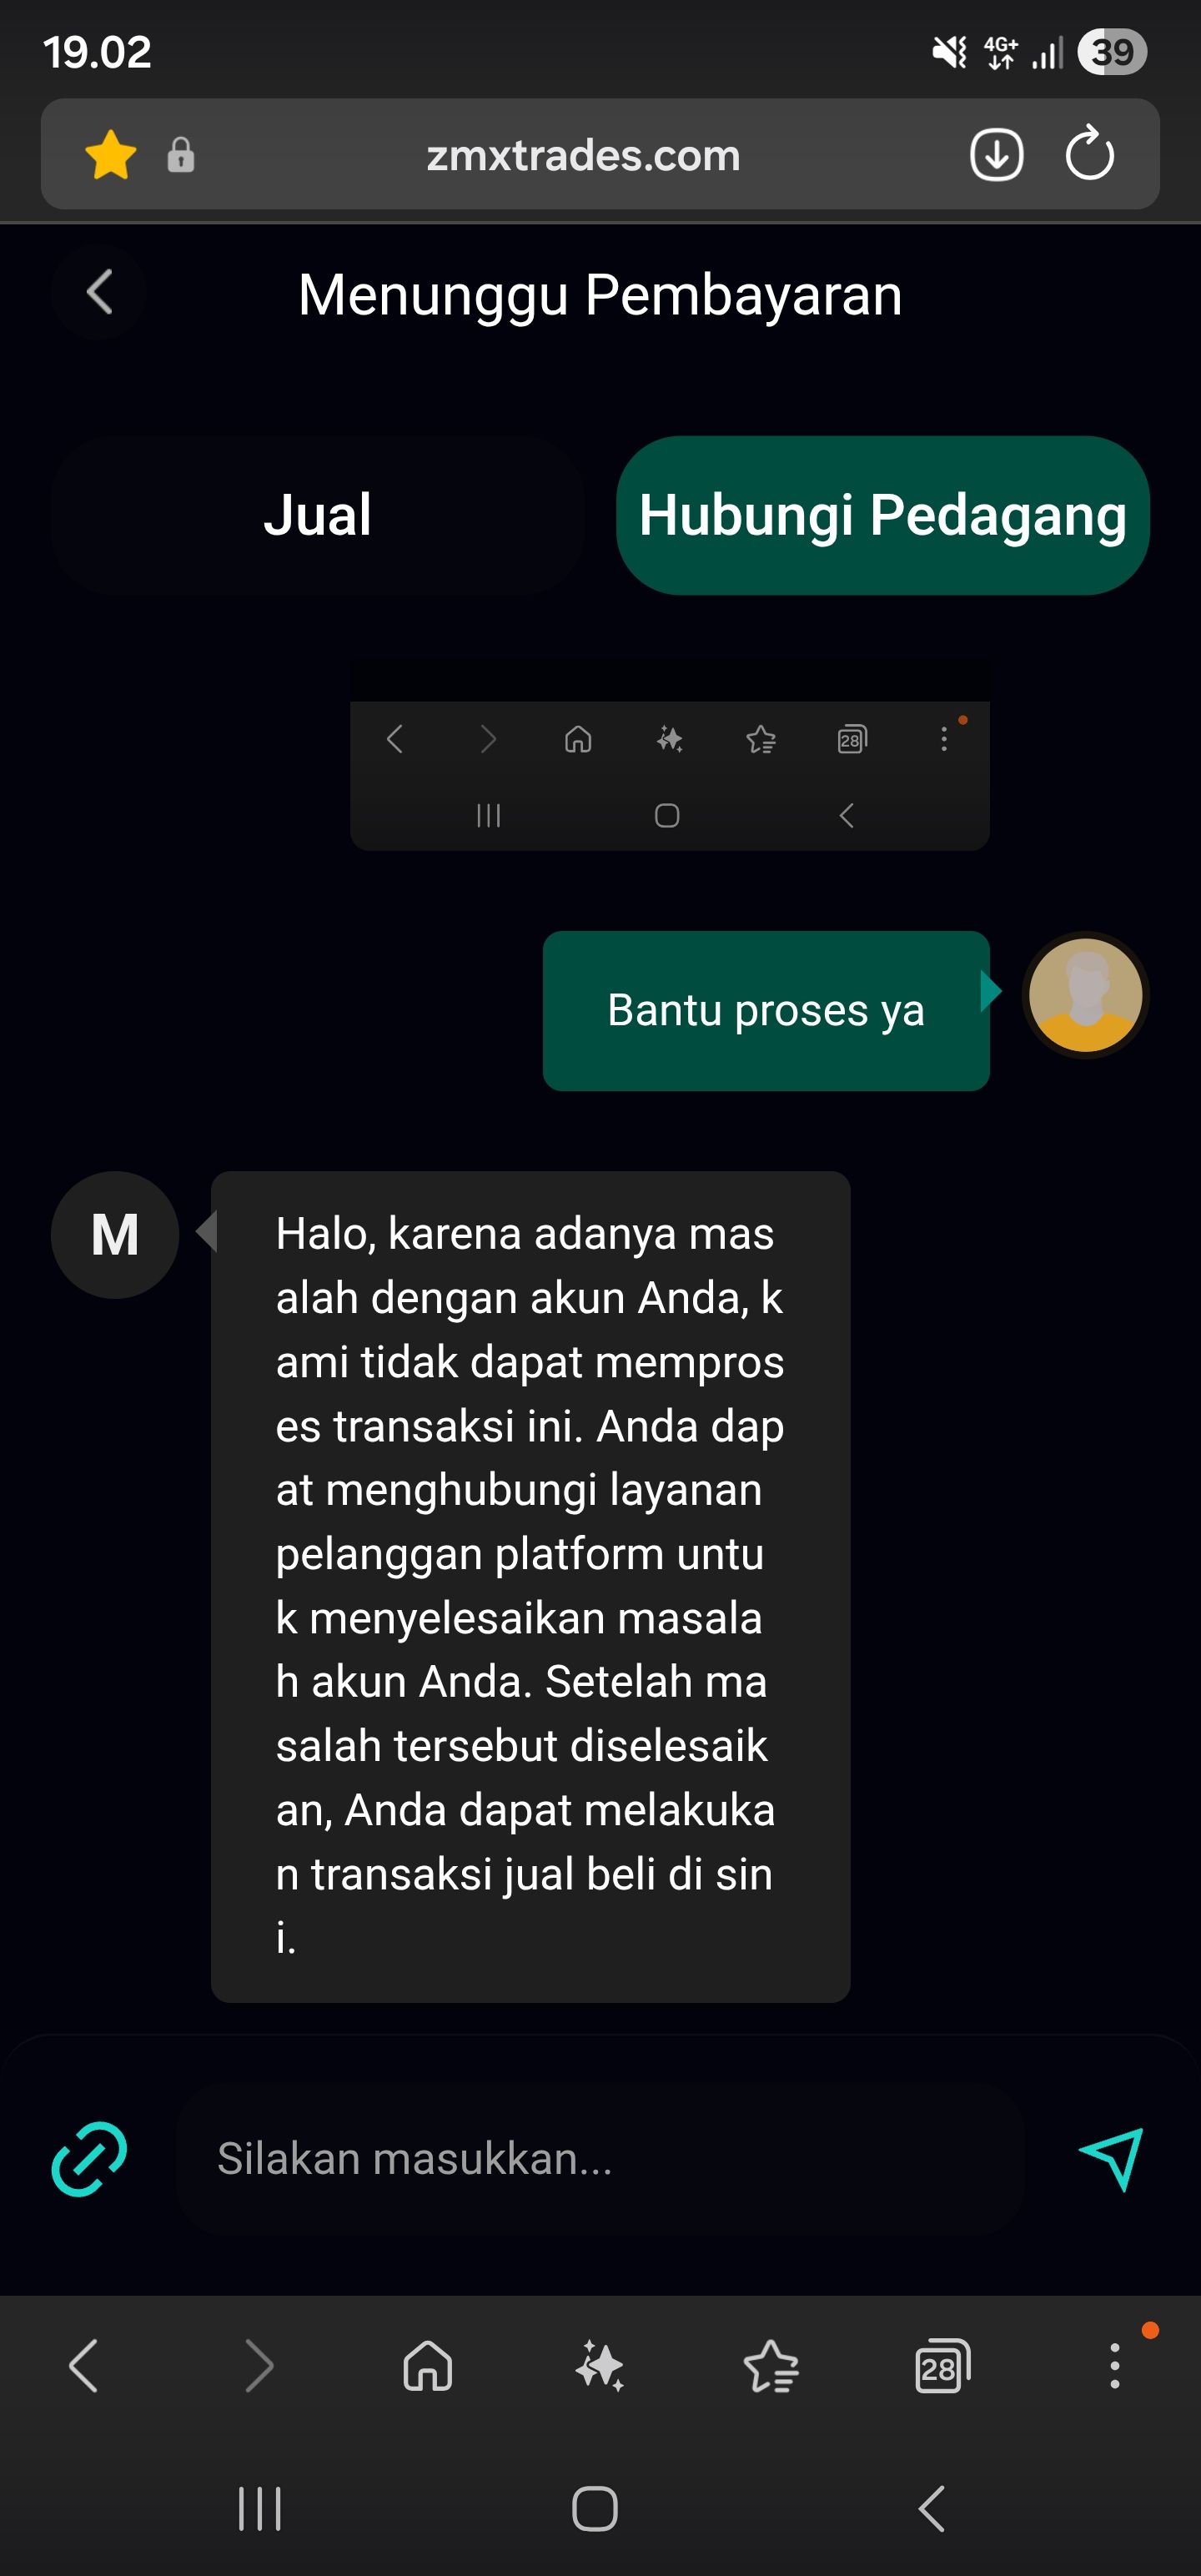 19.02
4G+
39
zmxtrades.com
Menunggu Pembayaran
Jual
Hubungi Pedagang
28
Bantu proses ya
M
Halo, karena adanya mas
alah dengan akun Anda, k
ami tidak dapat mempros
es transaksi ini. Anda dap
at menghubungi layanan
pelanggan platform untu
k menyelesaikan masala
h akun Anda. Setelah ma
salah tersebut diselesaik
an, Anda dapat melakuka
n transaksi jual beli di sin
i.
Silakan masukkan...
28